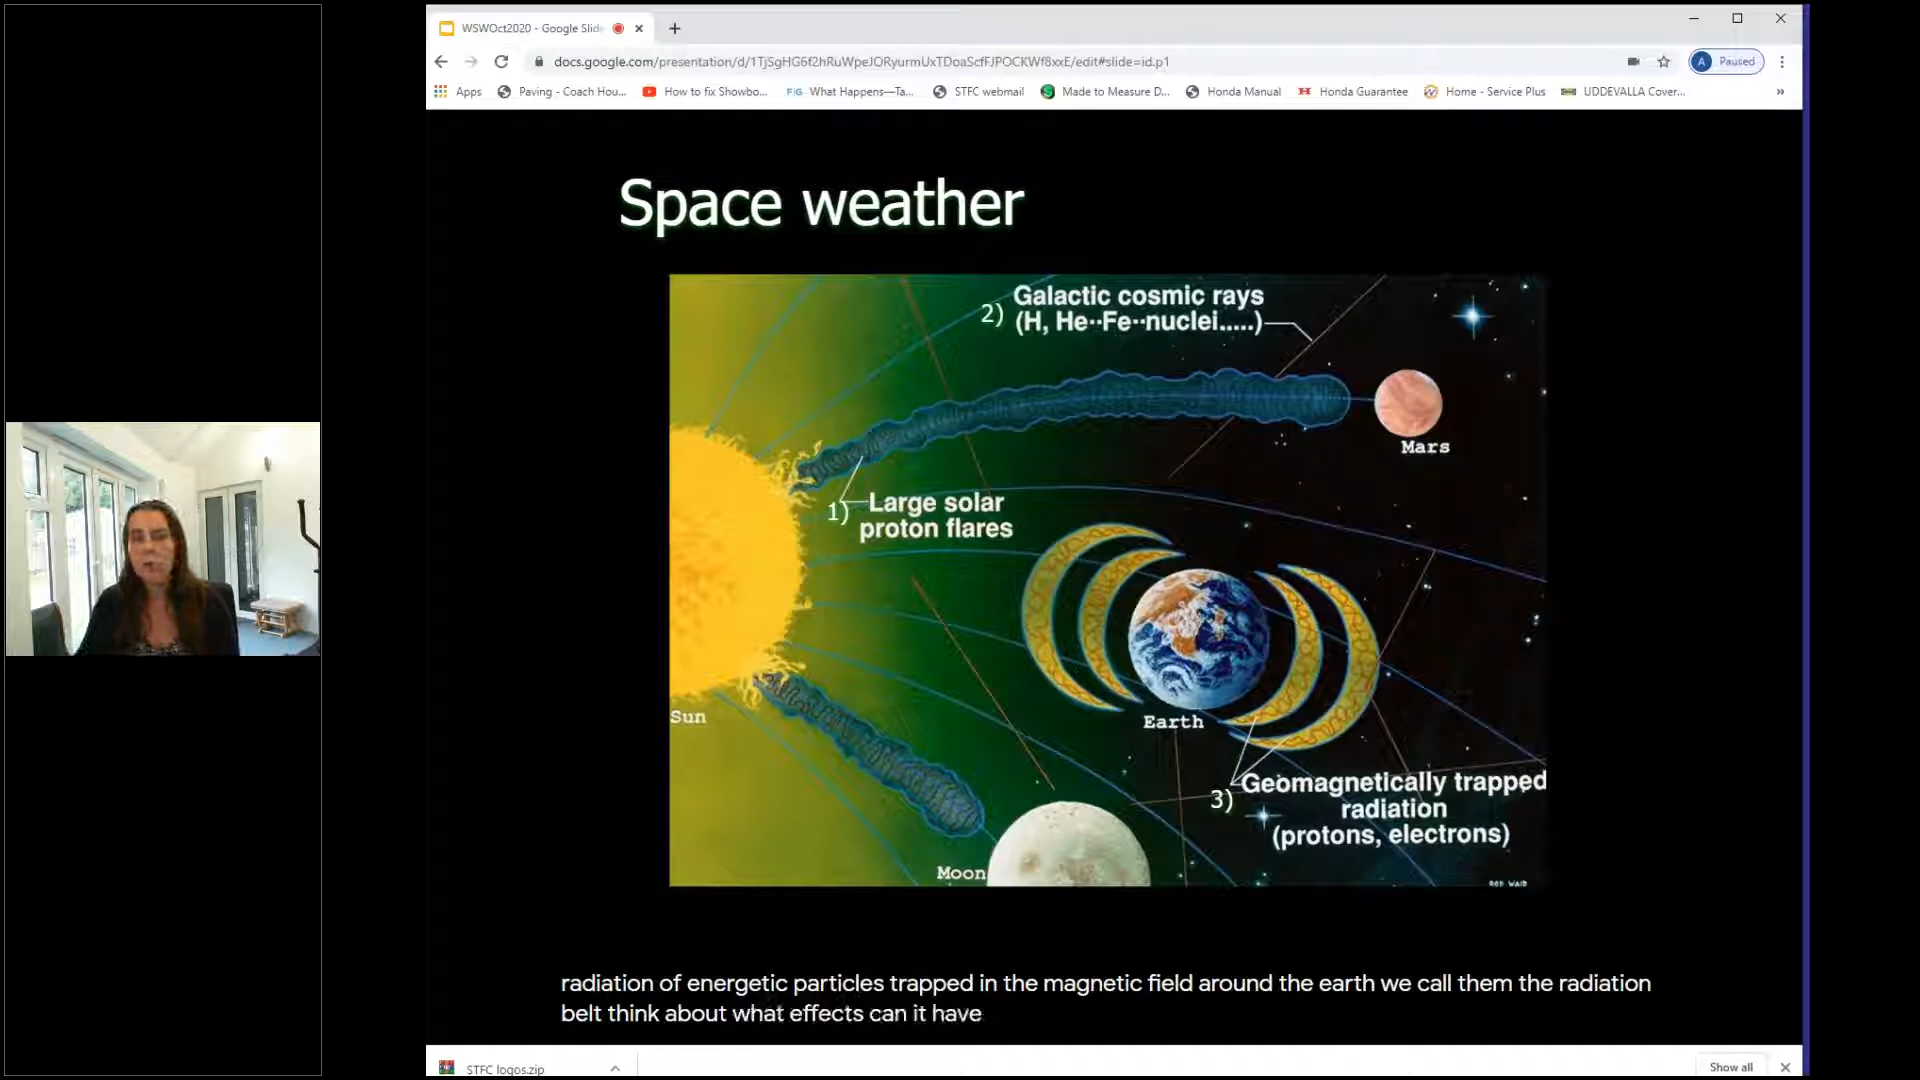 WSWOct2020 - Google Slide
docs.google.com/presentation/d/1TjSgHG6f2hRuWpeJORyurmUxTDoaScfFJPOCKWf8xxE/edit#slide=id.p1
A Paused
Apps Paving - Coach Hou... How to fix Showbo... FIG What Happens—Ta... STFC webmail Made to Measure D... Honda Manual Honda Guarantee Home - Service Plus UDDEVALLA Cover... »
Space weather
2) Galactic cosmic rays
(H, He··Fe··nuclei.....)
Mars
1) Large solar
proton flares
Sun
Earth
3) Geomagnetically trapped
radiation
(protons, electrons)
Moon
ROD WAID
radiation of energetic particles trapped in the magnetic field around the earth we call them the radiation
belt think about what effects can it have
STFC logos.zip
Show all